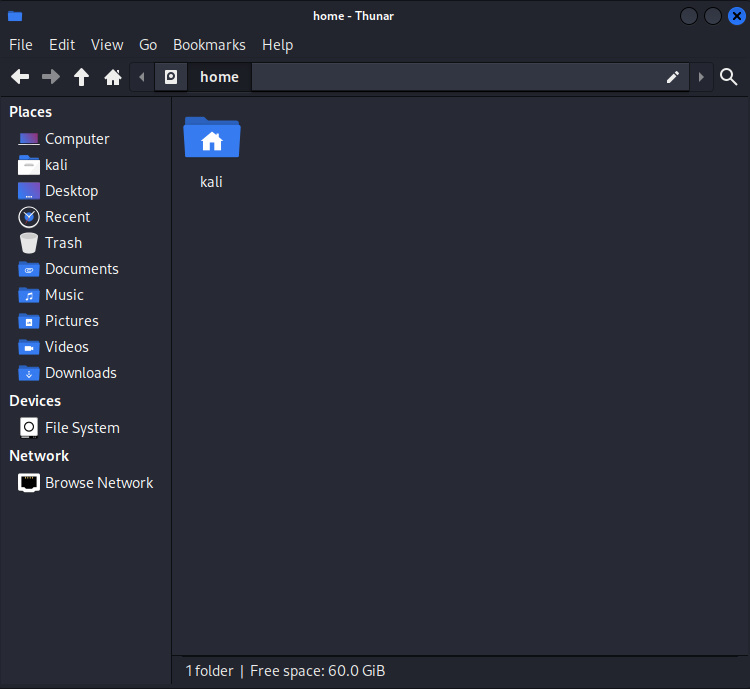 home - Thunar
File Edit View Go Bookmarks Help
home
Places
Computer
kali
Desktop
Recent
Trash
Documents
Music
Pictures
Videos
Downloads
Devices
File System
Network
Browse Network
kali
1 folder | Free space: 60.0 GiB